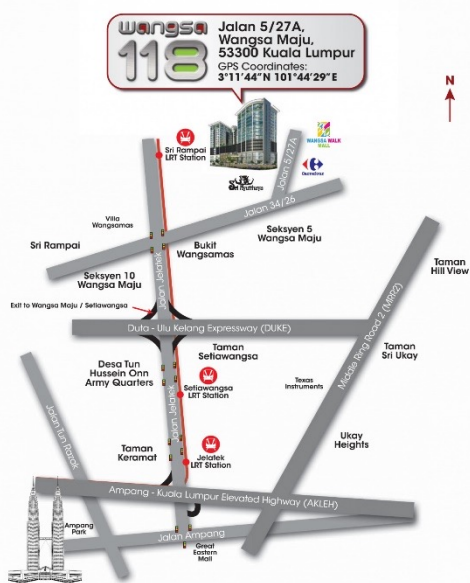 wangsa
118
Jalan 5/27A,
Wangsa Maju,
53300 Kuala Lumpur
GPS Coordinates:
3°11'44"N 101°44'29"E
N
Sri Rampai
LRT Station
WANGSA WALK
MALL
Carrefour
Sri Ayutthaya
Jalan 5/27A
Jalan 34/26
Villa
Wangsamas
Sri Rampai
Bukit
Wangsamas
Seksyen 5
Wangsa Maju
Seksyen 10
Wangsa Maju
Jalan Jelatek
Taman
Hill View
Exit to Wangsa Maju / Setiawangsa
Duta - Ulu Kelang Expressway (DUKE)
Middle Ring Road 2 (MRR2)
Taman
Setiawangsa
Taman
Sri Ukay
Desa Tun
Hussein Onn
Army Quarters
Setiawangsa
LRT Station
Texas
Instruments
Jalan Jelatek
Jalan Tun Razak
Ukay
Heights
Taman
Keramat
Jelatek
LRT Station
Ampang - Kuala Lumpur Elevated Highway (AKLEH)
Ampang
Park
Jalan Ampang
Great
Eastern
Mall